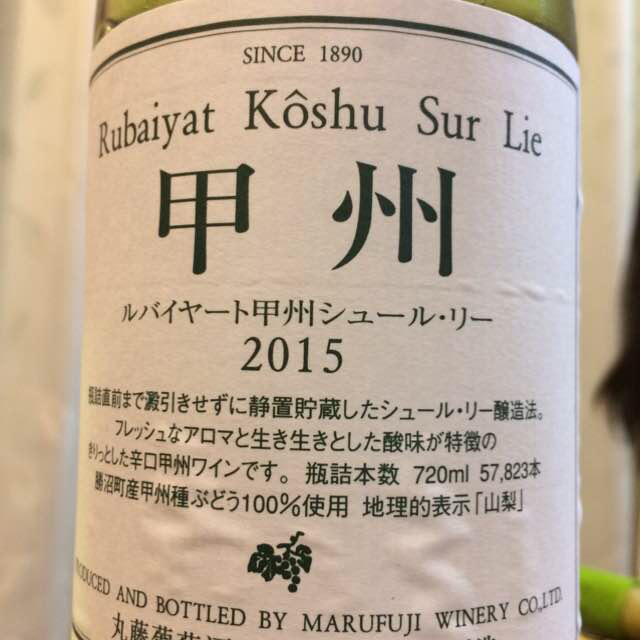 SINCE 1890
Rubaiyat Kôshu Sur Lie
甲州
ルバイヤート甲州シュール・リー
2015
瓶詰直前まで澱引きせずに静置貯蔵したシュール・リー醸造法。
フレッシュなアロマと生き生きとした酸味が特徴の
きりっとした辛口甲州ワインです。 瓶詰本数 720ml 57,823本
勝沼町産甲州種ぶどう100%使用 地理的表示「山梨」
PRODUCED AND BOTTLED BY MARUFUJI WINERY CO.,LTD.
丸藤葡萄酒